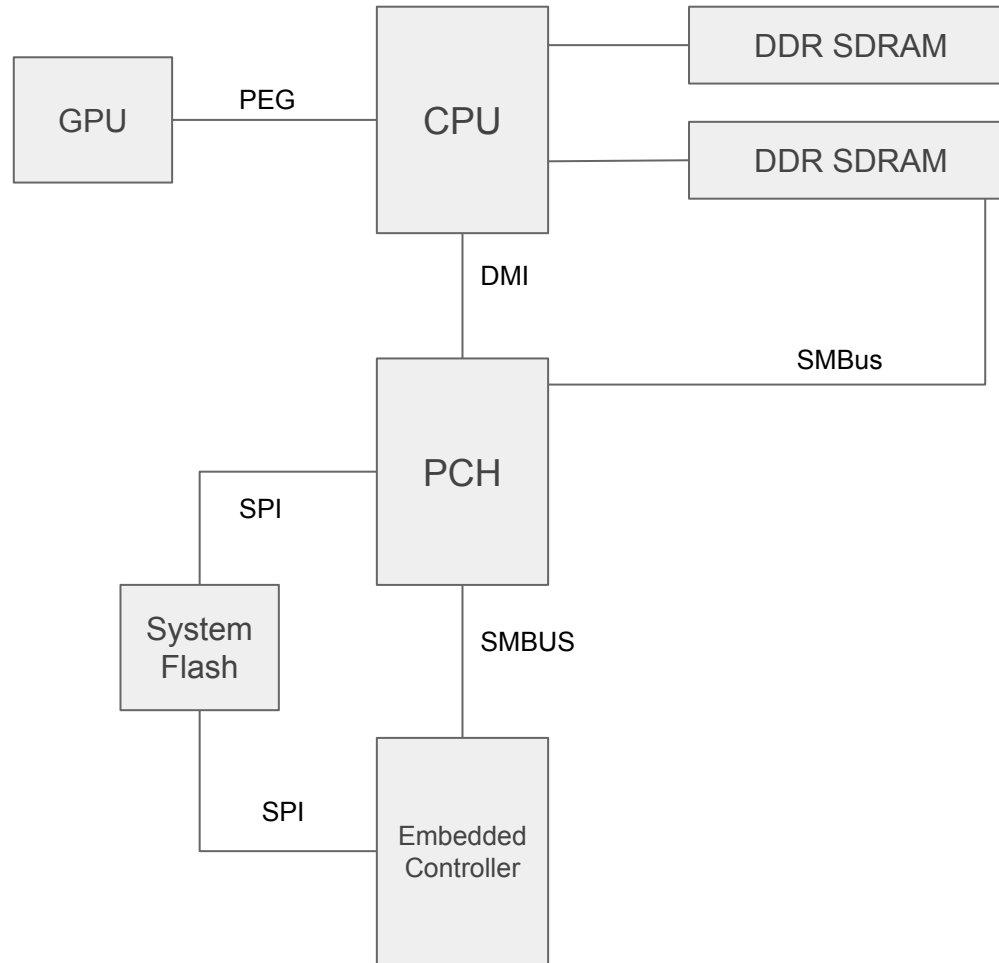 DDR SDRAM
PEG
CPU
GPU
DDR SDRAM
DMI
SMBus
PCH
SPI
System
Flash
SMBUS
SPI
Embedded
Controller